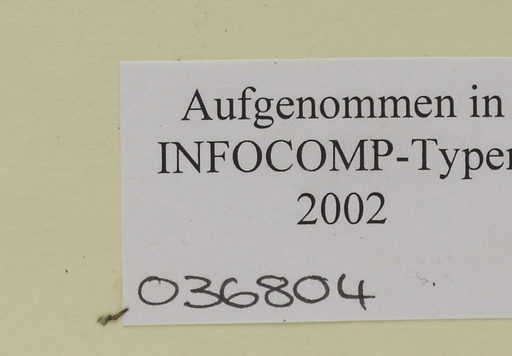 Aufgenommen in
INFOCOMP-Typen
2002
036804